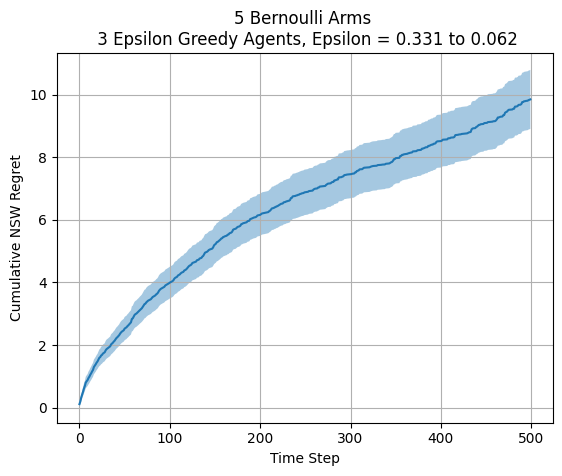 5 Bernoulli Arms
3 Epsilon Greedy Agents, Epsilon = 0.331 to 0.062
10
8
6
4
2
0
Cumulative NSW Regret
0 100 200 300 400 500
Time Step